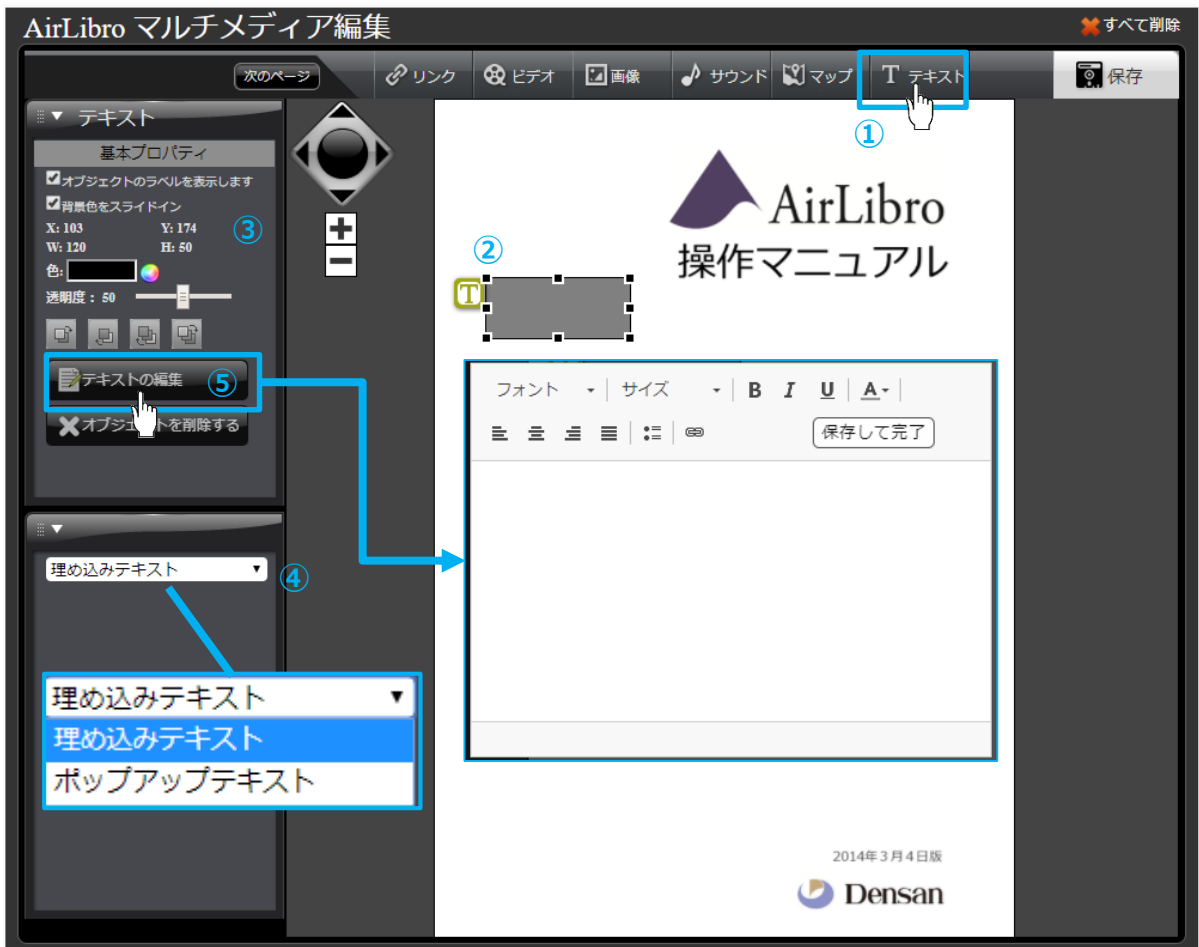 AirLibro マルチメディア編集
すべて削除
次のページ
リンク
ビデオ
画像
サウンド
マップ
T テキスト
保存
①
テキスト
基本プロパティ
オブジェクトのラベルを表示します
背景色をスライドイン
X: 103 Y: 174
W: 120 H: 50
③
色:
透明度： 50
テキストの編集
⑤
オブジェクトを削除する
埋め込みテキスト
④
埋め込みテキスト
埋め込みテキスト
ポップアップテキスト
AirLibro
操作マニュアル
②
T
フォント サイズ B I U A
保存して完了
2014年3月4日版
Densan